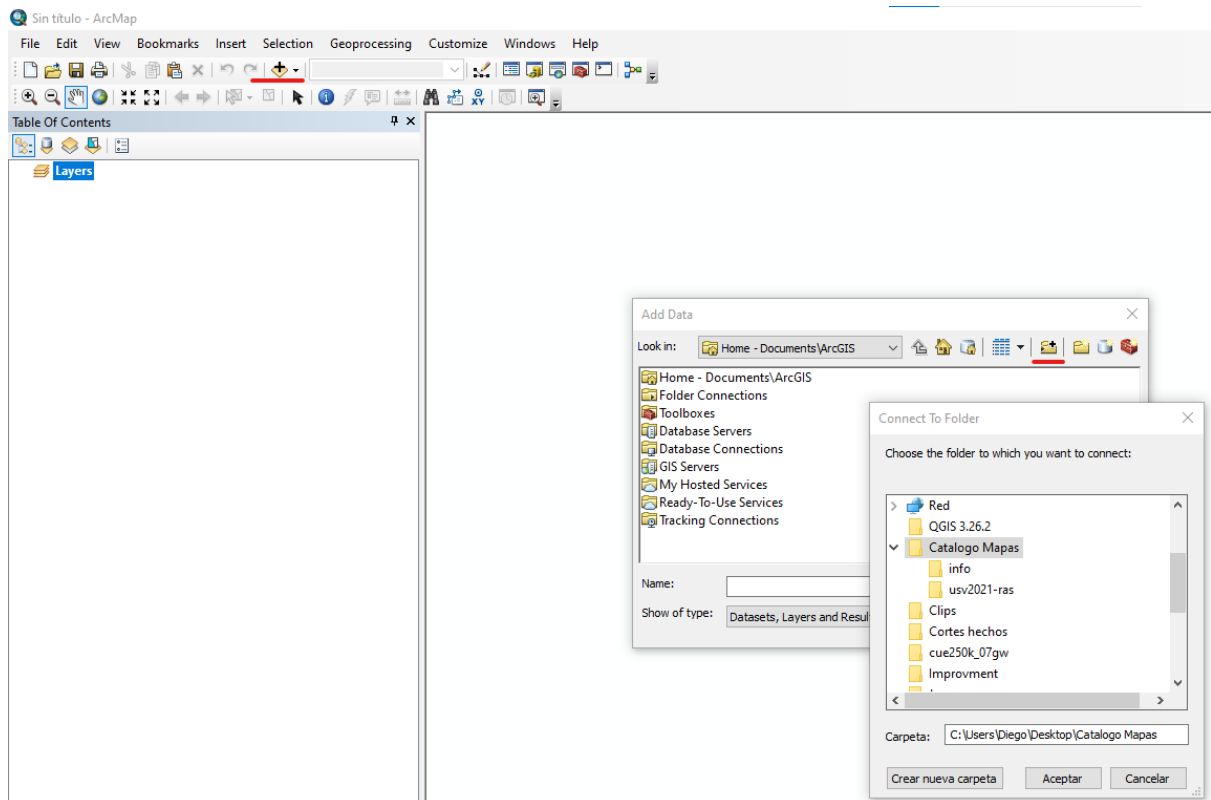 Sin título - ArcMap
File Edit View Bookmarks Insert Selection Geoprocessing Customize Windows Help
Table Of Contents
Layers
Add Data
Look in: Home - Documents\ArcGIS
Home - Documents\ArcGIS
Folder Connections
Toolboxes
Database Servers
Database Connections
GIS Servers
My Hosted Services
Ready-To-Use Services
Tracking Connections
Name:
Show of type: Datasets, Layers and
Connect To Folder
Choose the folder to which you want to connect:
Red
QGIS 3.26.2
Catalogo Mapas
info
usv2021-ras
Clips
Cortes hechos
cue250k_07gw
Improvment
Carpeta: C:\Users\Diego\Desktop\Catalogo Mapas
Crear nueva carpeta Aceptar Cancelar